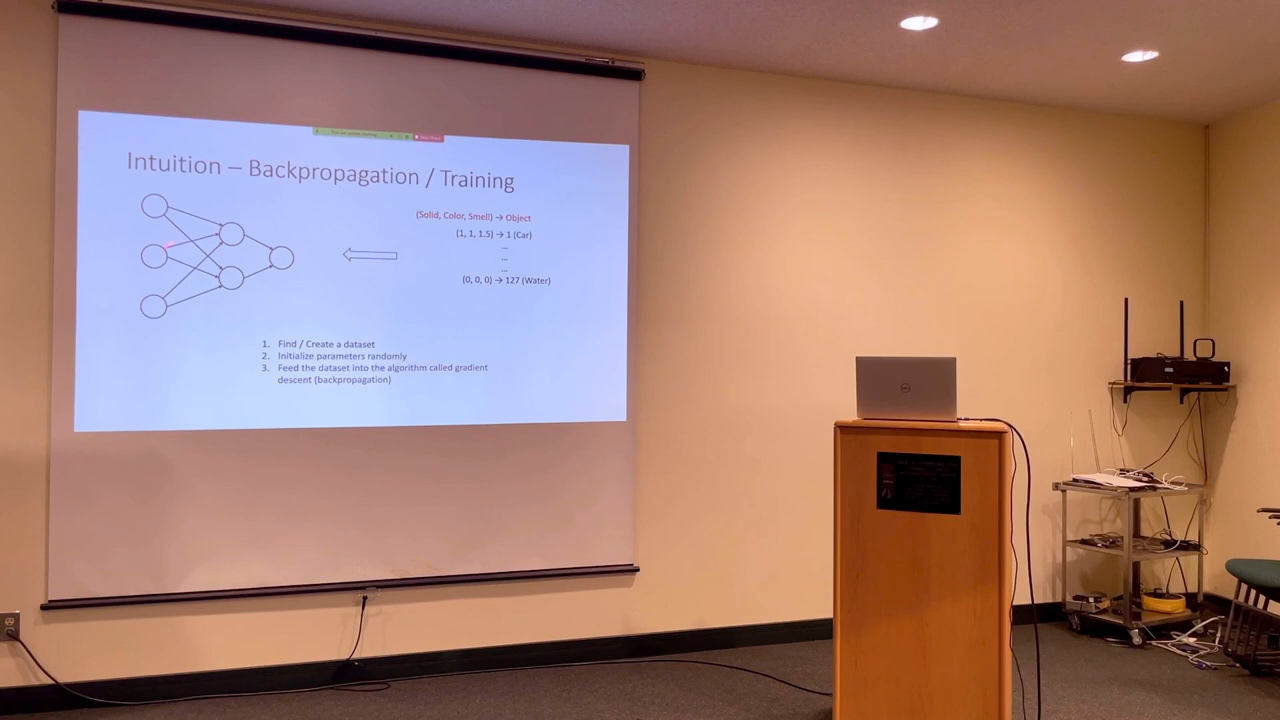 Intuition – Backpropagation / Training
(Solid, Color, Smell) → Object
(1, 1, 1.5) → 1 (Car)
...
...
...
(0, 0, 0) → 127 (Water)
1. Find / Create a dataset
2. Initialize parameters randomly
3. Feed the dataset into the algorithm called gradient
descent (backpropagation)
DELL